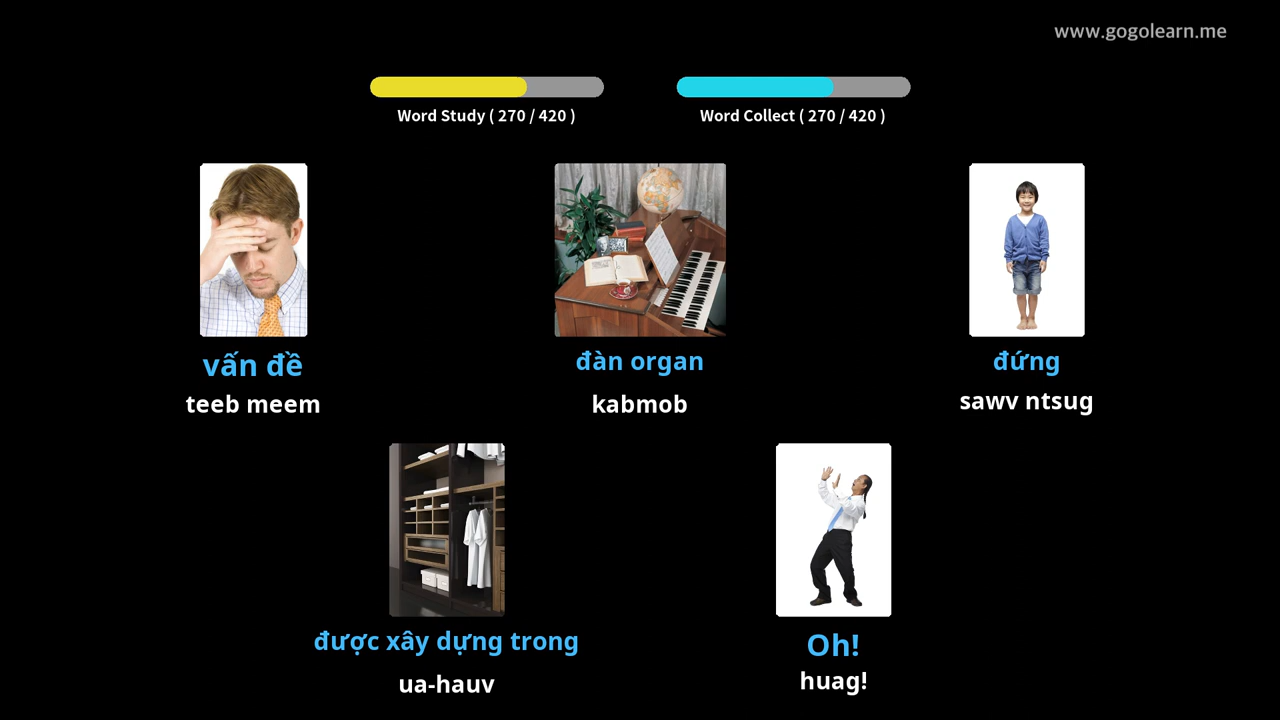 www.gogolearn.me
Word Study ( 270 / 420 )
Word Collect ( 270 / 420 )
vấn đề
teeb meem
đàn organ
kabmob
đứng
sawv ntsug
được xây dựng trong
ua-hauv
Oh!
huag!